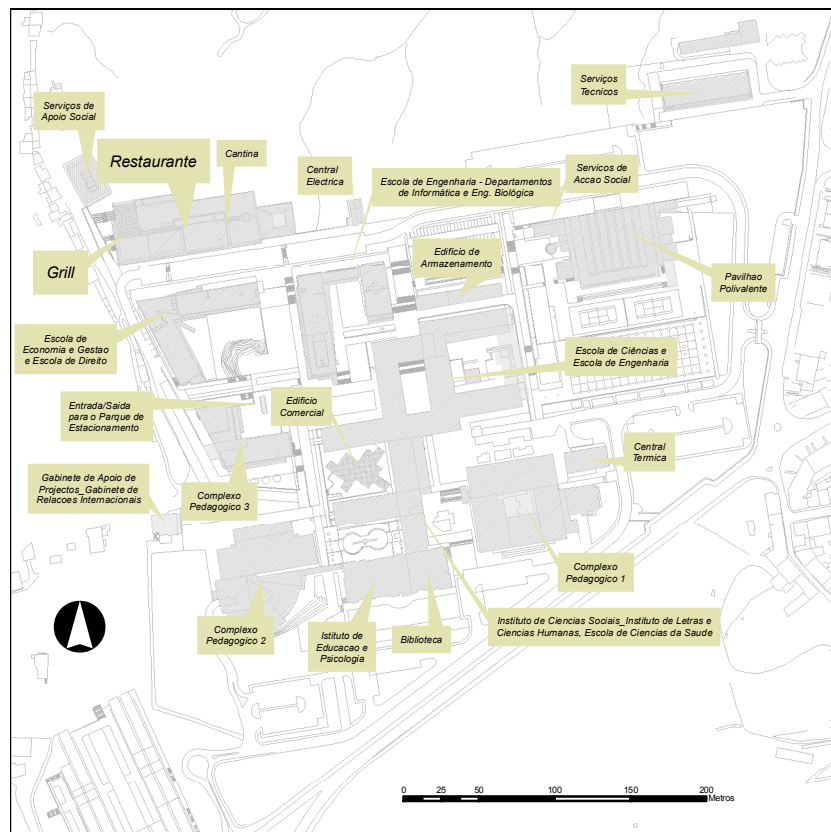 Serviços
Tecnicos
Serviços de
Apoio Social
Restaurante
Cantina
Central
Electrica
Escola de Engenharia - Departamentos
de Informática e Eng. Biológica
Servicos de
Accao Social
Edificio de
Armazenamento
Grill
Pavilhao
Polivalente
Escola de
Economia e Gestao
e Escola de Direito
Escola de Ciências e
Escola de Engenharia
Entrada/Saida
para o Parque de
Estacionamento
Edificio
Comercial
Central
Termica
Gabinete de Apoio de
Projectos_Gabinete de
Relacoes Internacionais
Complexo
Pedagogico 3
Complexo
Pedagogico 1
Complexo
Pedagogico 2
Istituto de
Educacao e
Psicologia
Biblioteca
Instituto de Ciencias Sociais_Instituto de Letras e
Ciencias Humanas, Escola de Ciencias da Saude
0 25 50 100 150 200
Metros